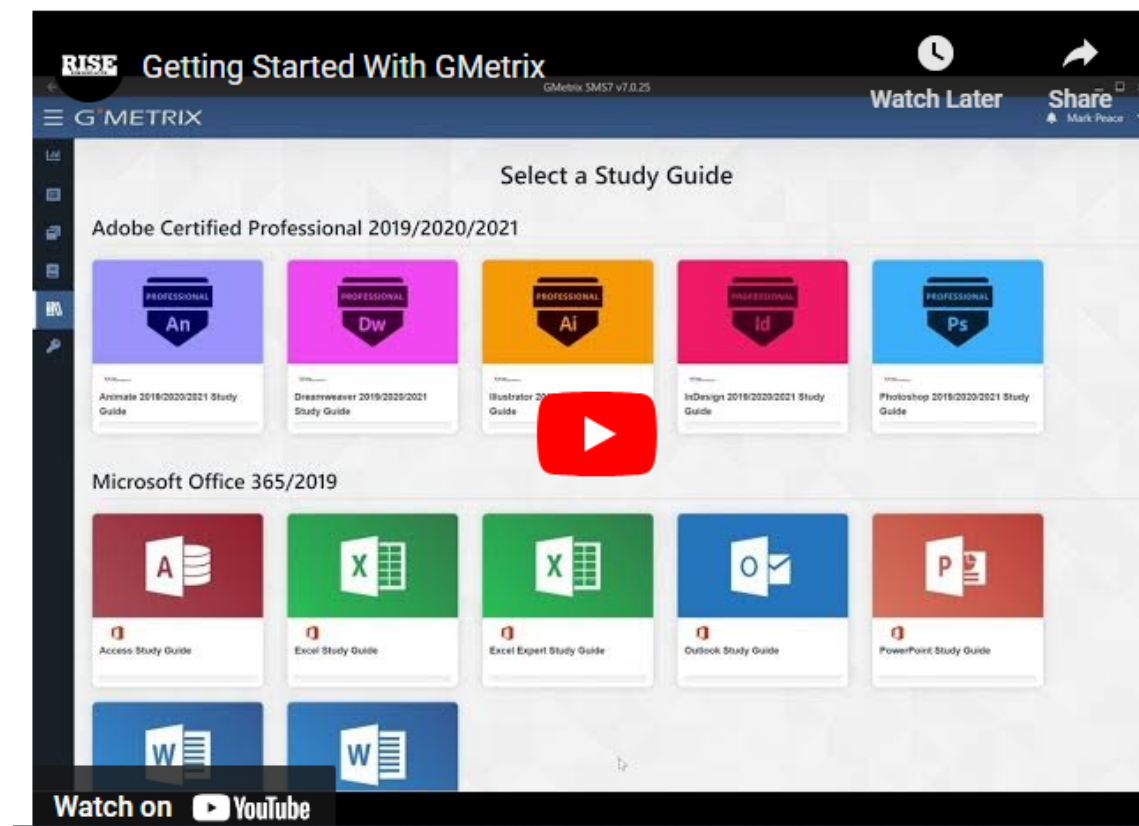 RISE Getting Started With GMetrix
GMetrix SMS7 v7.0.25
Watch Later Share
G METRIX
Mark Peace
Select a Study Guide
Adobe Certified Professional 2019/2020/2021
PROFESSIONAL PROFESSIONAL PROFESSIONAL PROFESSIONAL PROFESSIONAL
An Dw Ai Id Ps
Animate 2019/2020/2021 Study Guide
Dreamweaver 2019/2020/2021 Study Guide
Illustrator Guide
InDesign 2019/2020/2021 Study Guide
Photoshop 2019/2020/2021 Study Guide
Microsoft Office 365/2019
A X X O P
Access Study Guide
Excel Study Guide
Excel Expert Study Guide
Outlook Study Guide
PowerPoint Study Guide
W W
Watch on YouTube